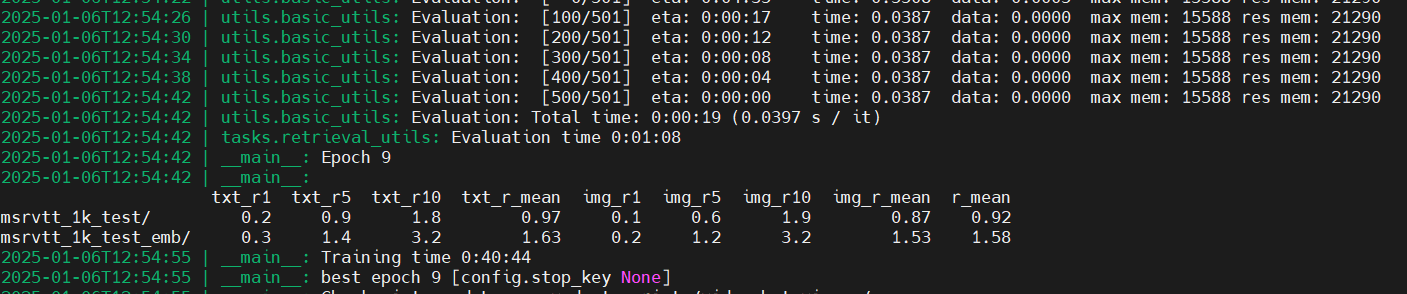 2025-01-06T12:54:26 | utils.basic_utils: Evaluation:  [100/501]  eta: 0:00:17    time: 0.0387  data: 0.0000  max mem: 15588 res mem: 21290
2025-01-06T12:54:30 | utils.basic_utils: Evaluation:  [200/501]  eta: 0:00:12    time: 0.0387  data: 0.0000  max mem: 15588 res mem: 21290
2025-01-06T12:54:34 | utils.basic_utils: Evaluation:  [300/501]  eta: 0:00:08    time: 0.0387  data: 0.0000  max mem: 15588 res mem: 21290
2025-01-06T12:54:38 | utils.basic_utils: Evaluation:  [400/501]  eta: 0:00:04    time: 0.0387  data: 0.0000  max mem: 15588 res mem: 21290
2025-01-06T12:54:42 | utils.basic_utils: Evaluation:  [500/501]  eta: 0:00:00    time: 0.0387  data: 0.0000  max mem: 15588 res mem: 21290
2025-01-06T12:54:42 | utils.basic_utils: Evaluation: Total time: 0:00:19 (0.0397 s / it)
2025-01-06T12:54:42 | tasks.retrieval_utils: Evaluation time 0:01:08
2025-01-06T12:54:42 | __main__: Epoch 9
2025-01-06T12:54:42 | __main__:
txt_r1  txt_r5  txt_r10  txt_r_mean  img_r1  img_r5  img_r10  img_r_mean  r_mean
msrvtt_1k_test/  0.2  0.9  1.8  0.97  0.1  0.6  1.9  0.87  0.92
msrvtt_1k_test_emb/  0.3  1.4  3.2  1.63  0.2  1.2  3.2  1.53  1.58
2025-01-06T12:54:55 | __main__: Training time 0:40:44
2025-01-06T12:54:55 | __main__: best epoch 9 [config.stop_key None]